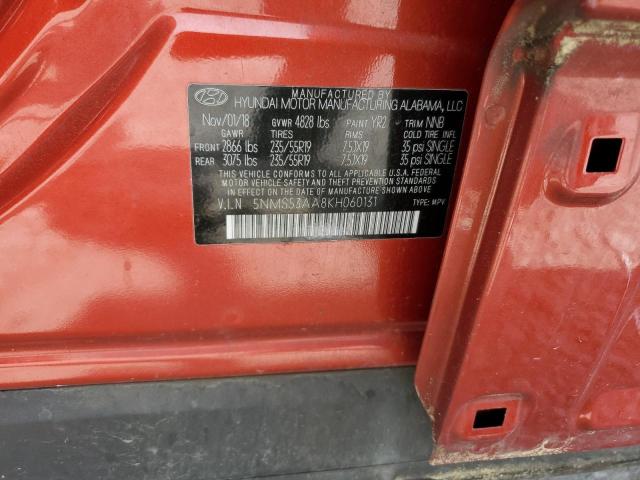 MANUFACTURED BY
HYUNDAI MOTOR MANUFACTURING ALABAMA, LLC
Nov/01/18 GVWR 4828 lbs PAINT YR2 TRIM NNB
GAWR TIRES RIMS COLD TIRE INFL.
FRONT 2866 lbs 235/55R19 7.5JX19 35 psi SINGLE
REAR 3075 lbs 235/55R19 7.5JX19 35 psi SINGLE
THIS VEHICLE CONFORMS TO ALL APPLICABLE U.S.FEDERAL MOTOR
VEHICLE SAFETY AND THEFT PREVENTION STANDARDS
IN EFFECT ON THE DATE OF MANUFACTURE SHOWN ABOVE.
V.I.N 5NMS53AA8KH060131 TYPE: MPV